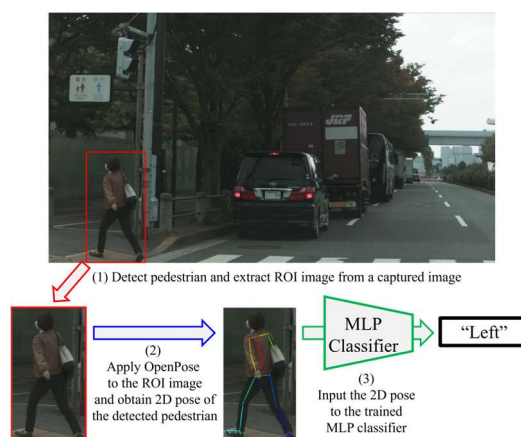 (1) Detect pedestrian and extract ROI image from a captured image
(2)
Apply OpenPose
to the ROI image
and obtain 2D pose of
the detected pedestrian
MLP
Classifier
(3)
Input the 2D pose
to the trained
MLP classifier
“Left”